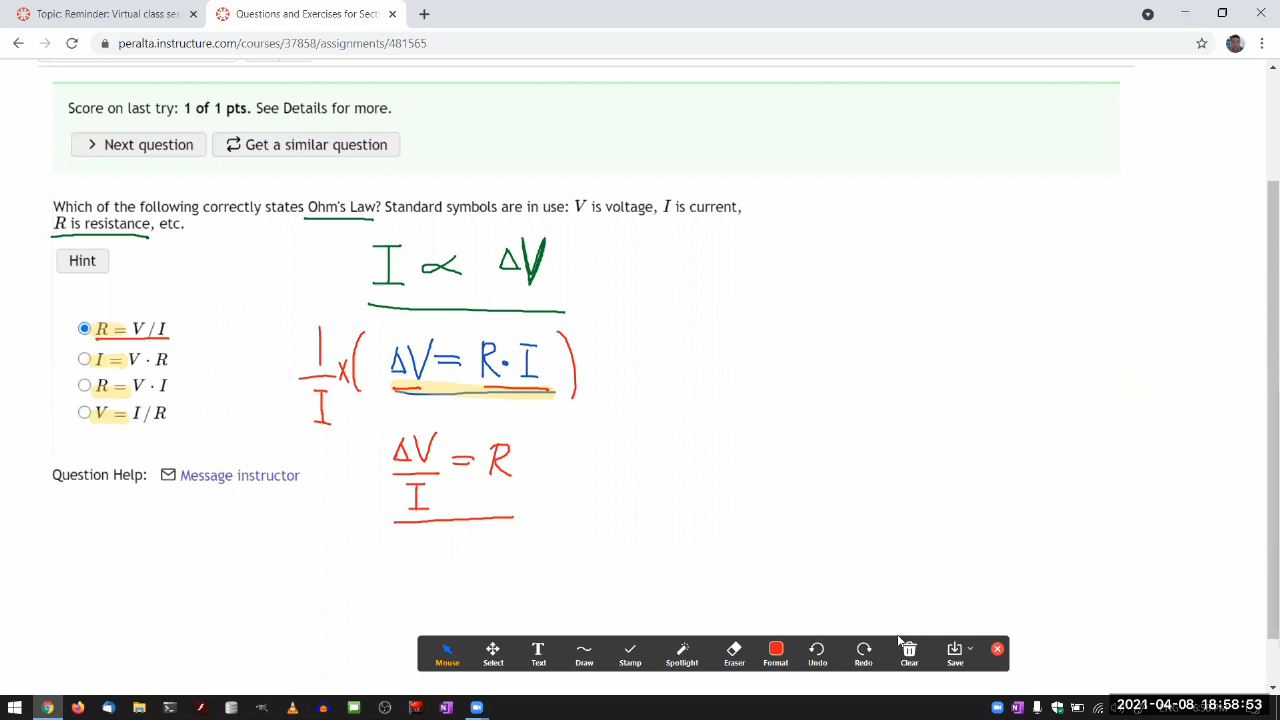 Topic: Reminder: Virtual class ses
Questions and Exercises for Secti
peralta.instructure.com/courses/37858/assignments/481565
Score on last try: 1 of 1 pts. See Details for more.
Next question
Get a similar question
Which of the following correctly states Ohm's Law? Standard symbols are in use: V is voltage, I is current,
R is resistance, etc.
Hint
I ∝ ΔV
R = V/I
I = V · R
R = V · I
V = I/R
1/I × ( ΔV = R · I )
ΔV/I = R
Question Help: Message instructor
Mouse Select Text Draw Stamp Spotlight Eraser Format Undo Redo Clear Save
2021-04-08 18:58:53